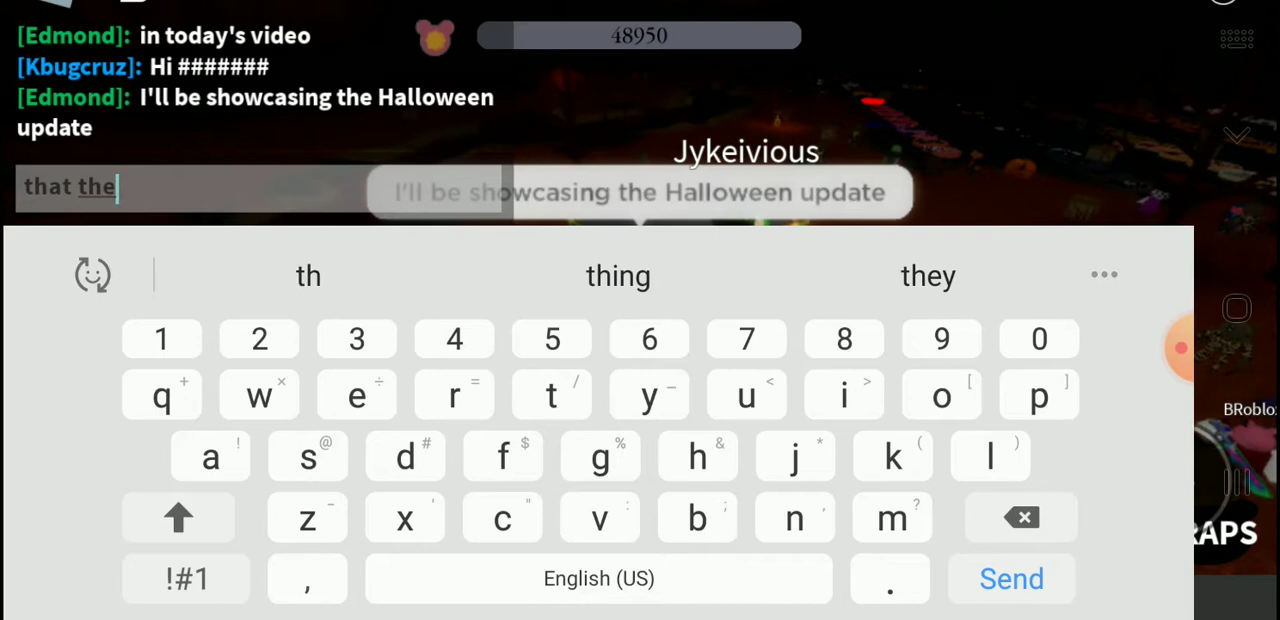 [Edmond]: in today's video
48950
[Kbugcruz]: Hi #######
[Edmond]: I'll be showcasing the Halloween
update
Jykeivious
that the
I'll be showcasing the Halloween update
th thing they
1 2 3 4 5 6 7 8 9 0
q + w × e ÷ r = t / y _ u < i > o [ p ]
a ! s @ d # f $ g % h & j * k ( l )
z - x ' c " v : b ; n , m ?
!#1 , English (US) . Send
BRoblo
RAPS